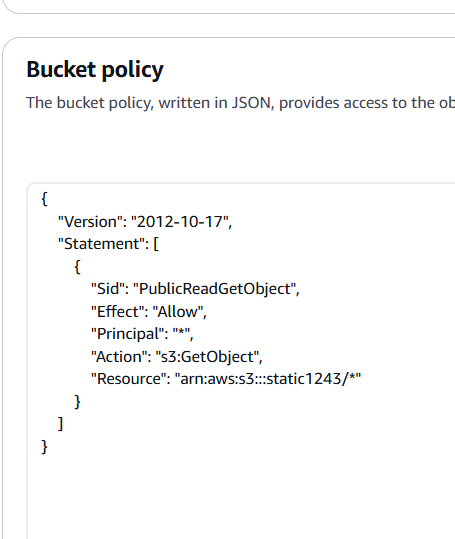 Bucket policy
The bucket policy, written in JSON, provides access to the ob
{
"Version": "2012-10-17",
"Statement": [
{
"Sid": "PublicReadGetObject",
"Effect": "Allow",
"Principal": "*",
"Action": "s3:GetObject",
"Resource": "arn:aws:s3:::static1243/*"
}
]
}